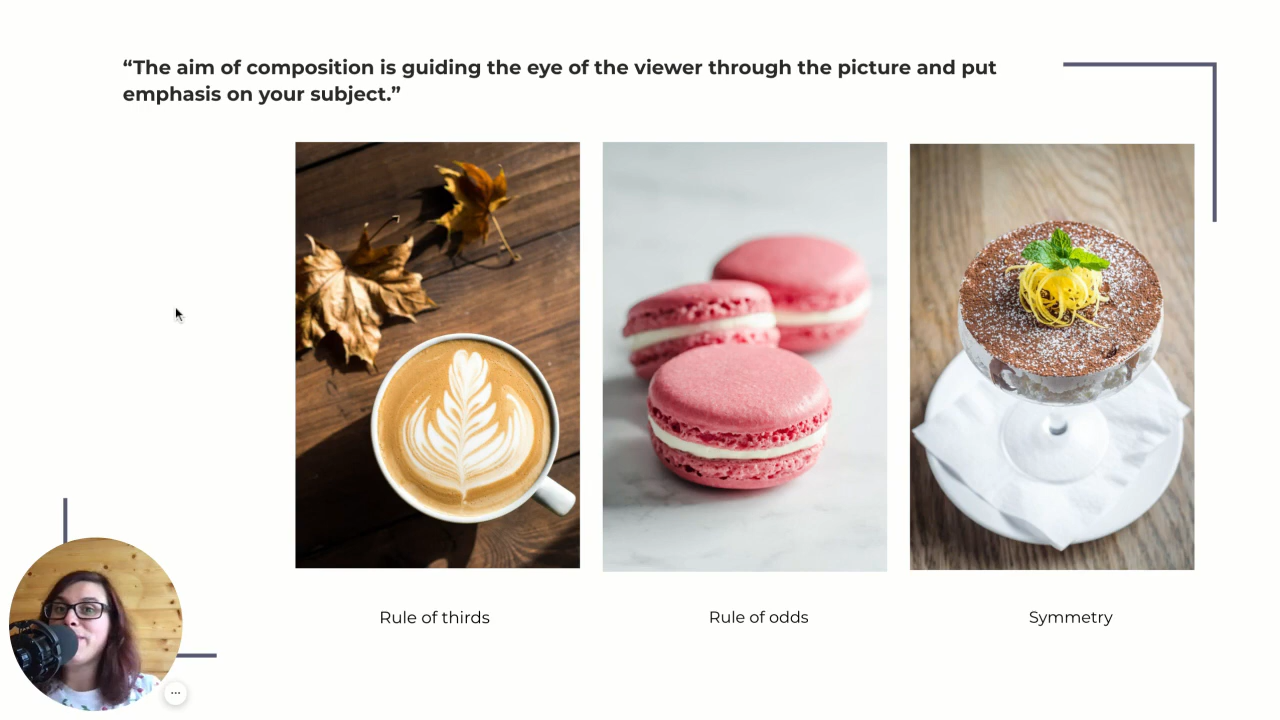 “The aim of composition is guiding the eye of the viewer through the picture and put
emphasis on your subject.”
Rule of thirds
Rule of odds
Symmetry